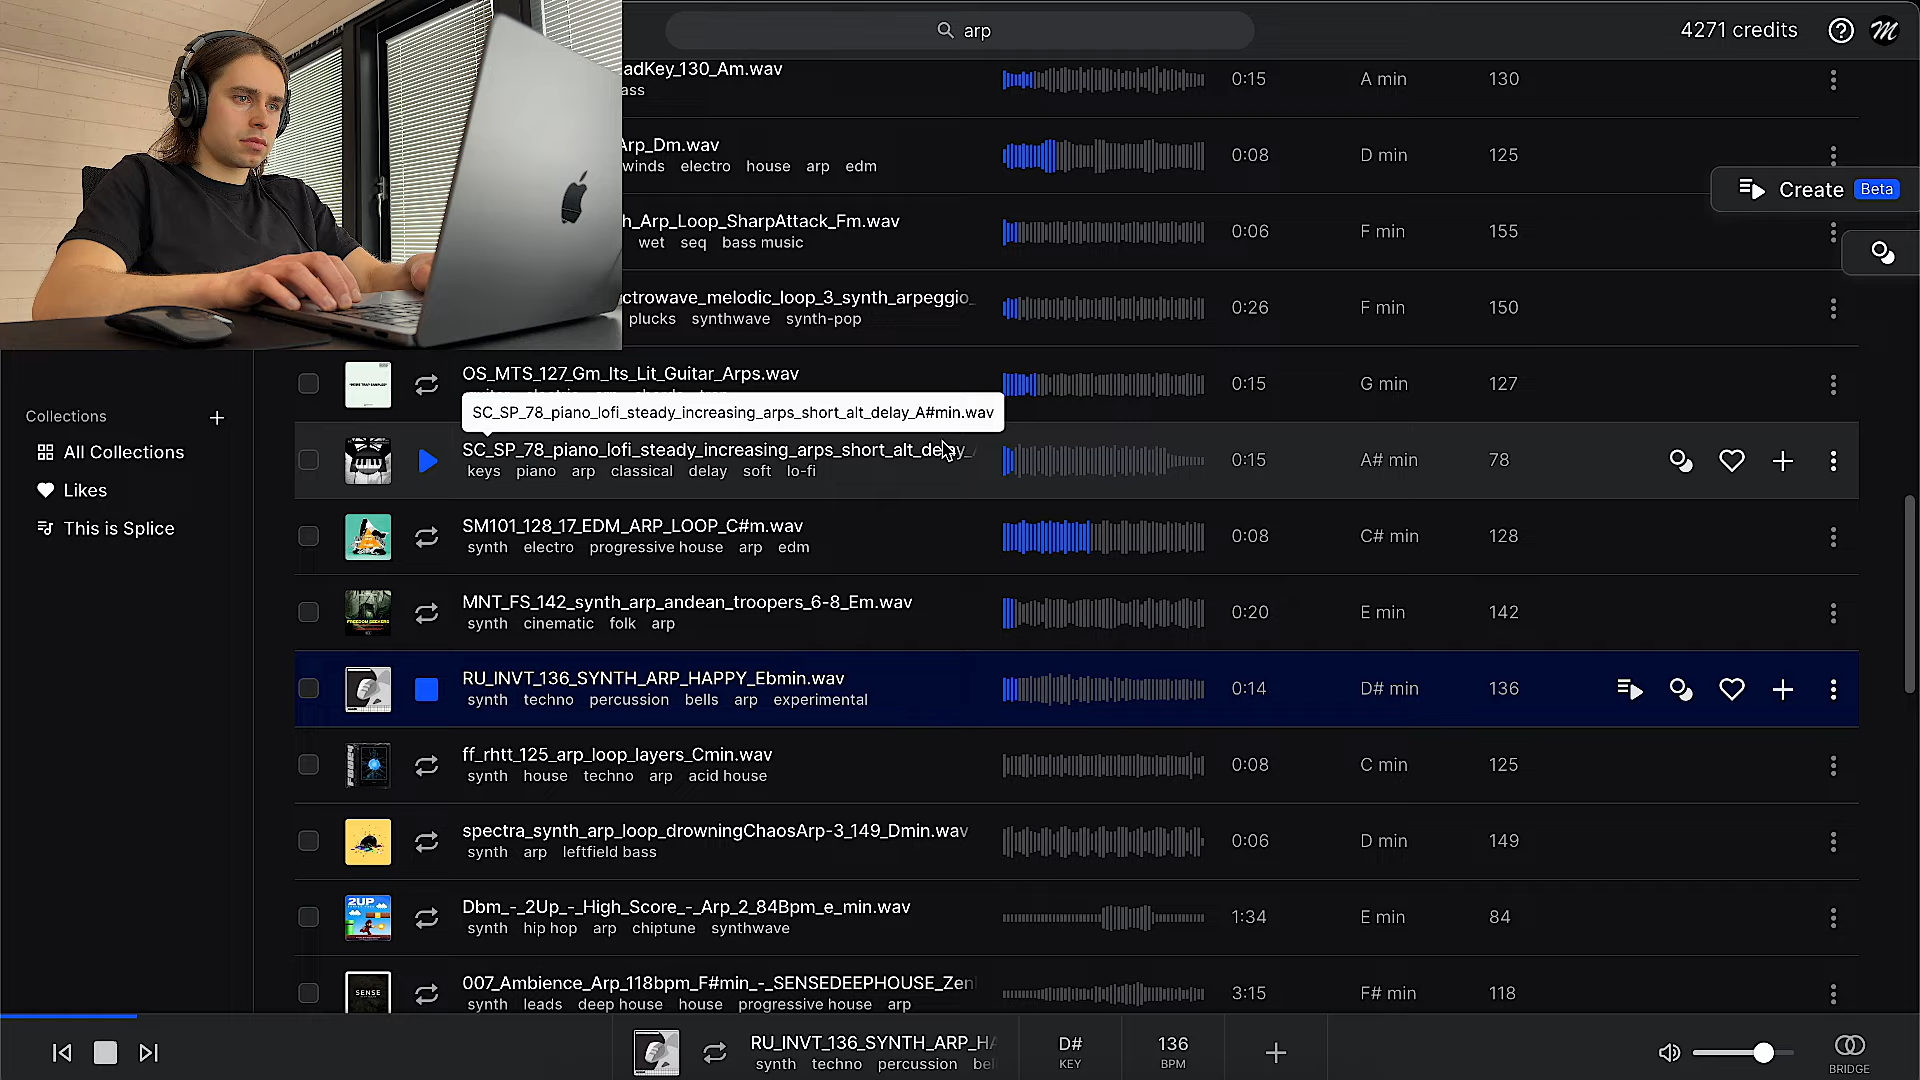 arp
4271 credits
adKey_130_Am.wav
ass
0:15 A min 130
Arp_Dm.wav
winds electro house arp edm
0:08 D min 125
Create Beta
h_Arp_Loop_SharpAttack_Fm.wav
wet seq bass music
0:06 F min 155
ctrowave_melodic_loop_3_synth_arpeggio_
plucks synthwave synth-pop
0:26 F min 150
OS_MTS_127_Gm_Its_Lit_Guitar_Arps.wav
0:15 G min 127
SC_SP_78_piano_lofi_steady_increasing_arps_short_alt_delay_A#min.wav
Collections
All Collections
Likes
This is Splice
SC_SP_78_piano_lofi_steady_increasing_arps_short_alt_delay_
keys piano arp classical delay soft lo-fi
0:15 A# min 78
SM101_128_17_EDM_ARP_LOOP_C#m.wav
synth electro progressive house arp edm
0:08 C# min 128
MNT_FS_142_synth_arp_andean_troopers_6-8_Em.wav
synth cinematic folk arp
0:20 E min 142
RU_INVT_136_SYNTH_ARP_HAPPY_Ebmin.wav
synth techno percussion bells arp experimental
0:14 D# min 136
ff_rhtt_125_arp_loop_layers_Cmin.wav
synth house techno arp acid house
0:08 C min 125
spectra_synth_arp_loop_drowningChaosArp-3_149_Dmin.wav
synth arp leftfield bass
0:06 D min 149
2UP
Dbm_-_2Up_-_High_Score_-_Arp_2_84Bpm_e_min.wav
synth hip hop arp chiptune synthwave
1:34 E min 84
SENSE
007_Ambience_Arp_118bpm_F#min_-_SENSEDEEPHOUSE_Zen
synth leads deep house house progressive house arp
3:15 F# min 118
RU_INVT_136_SYNTH_ARP_HA
synth techno percussion bel
D#
KEY
136
BPM
BRIDGE